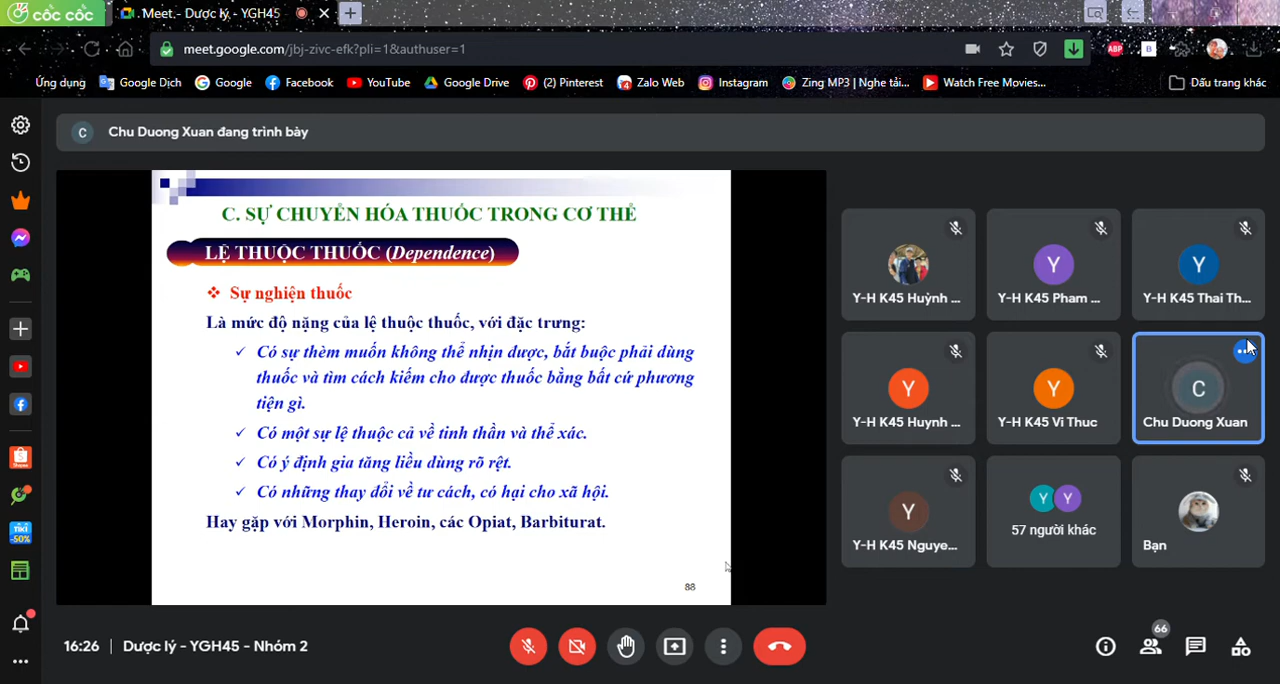 cốc cốc
Meet - Dược lý - YGH45
meet.google.com/jbj-zivc-efk?pli=1&authuser=1
ABP
B
Ứng dụng
Google Dịch
Google
Facebook
YouTube
Google Drive
(2) Pinterest
Zalo Web
Instagram
Zing MP3 | Nghe tải...
Watch Free Movies...
Dấu trang khác
C
Chu Duong Xuan đang trình bày
C. SỰ CHUYỂN HÓA THUỐC TRONG CƠ THỂ
LỆ THUỘC THUỐC (Dependence)
Sự nghiện thuốc
Là mức độ nặng của lệ thuộc thuốc, với đặc trưng:
Có sự thèm muốn không thể nhịn được, bắt buộc phải dùng
thuốc và tìm cách kiếm cho được thuốc bằng bất cứ phương
tiện gì.
Có một sự lệ thuộc cả về tinh thần và thể xác.
Có ý định gia tăng liều dùng rõ rệt.
Có những thay đổi về tư cách, có hại cho xã hội.
Hay gặp với Morphin, Heroin, các Opiat, Barbiturat.
88
Y-H K45 Huỳnh ...
Y
Y-H K45 Pham ...
Y
Y-H K45 Thai Th...
Y
Y-H K45 Huynh ...
Y
Y-H K45 Vi Thuc
C
Chu Duong Xuan
Y
Y-H K45 Nguye...
Y Y
57 người khác
Bạn
TIKI
-50%
16:26 | Dược lý - YGH45 - Nhóm 2
66